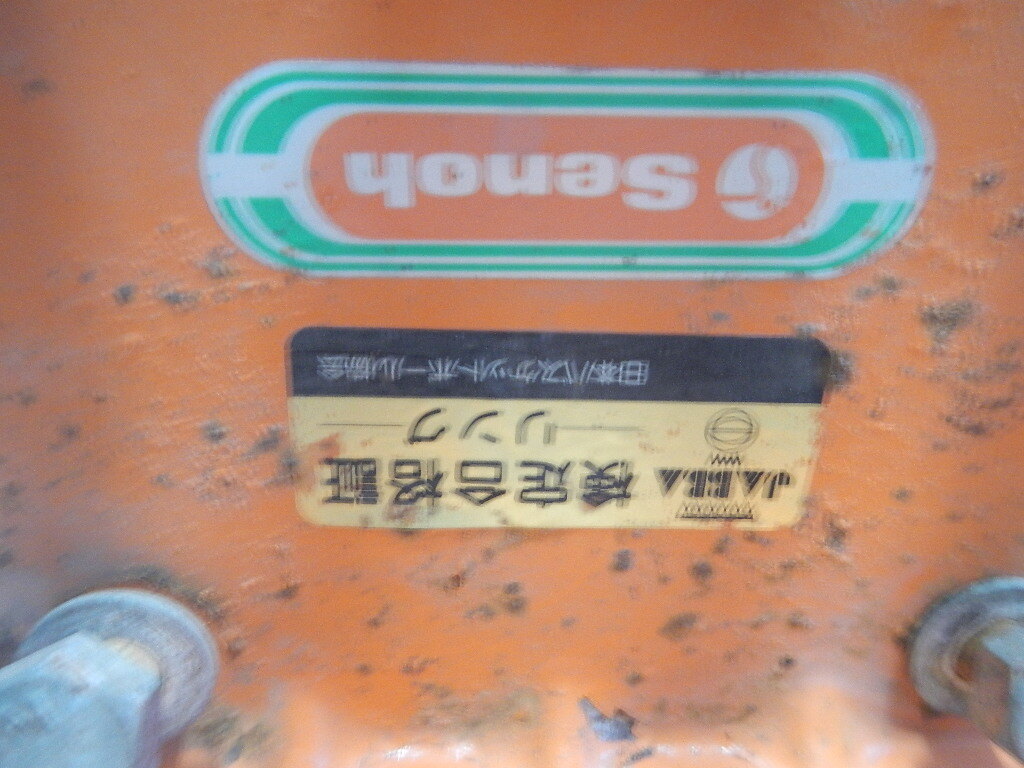 JABBA
検定合格証
リング
日本バスケットボール協会
Senoh